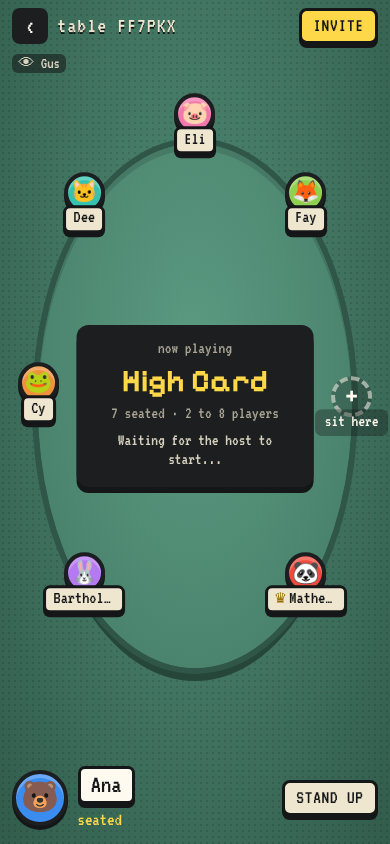 table FF7PKX
INVITE
Gus
Eli
Dee
Fay
now playing
High Card
7 seated · 2 to 8 players
Waiting for the host to
start...
Cy
sit here
Barthol…
Mathe…
Ana
seated
STAND UP